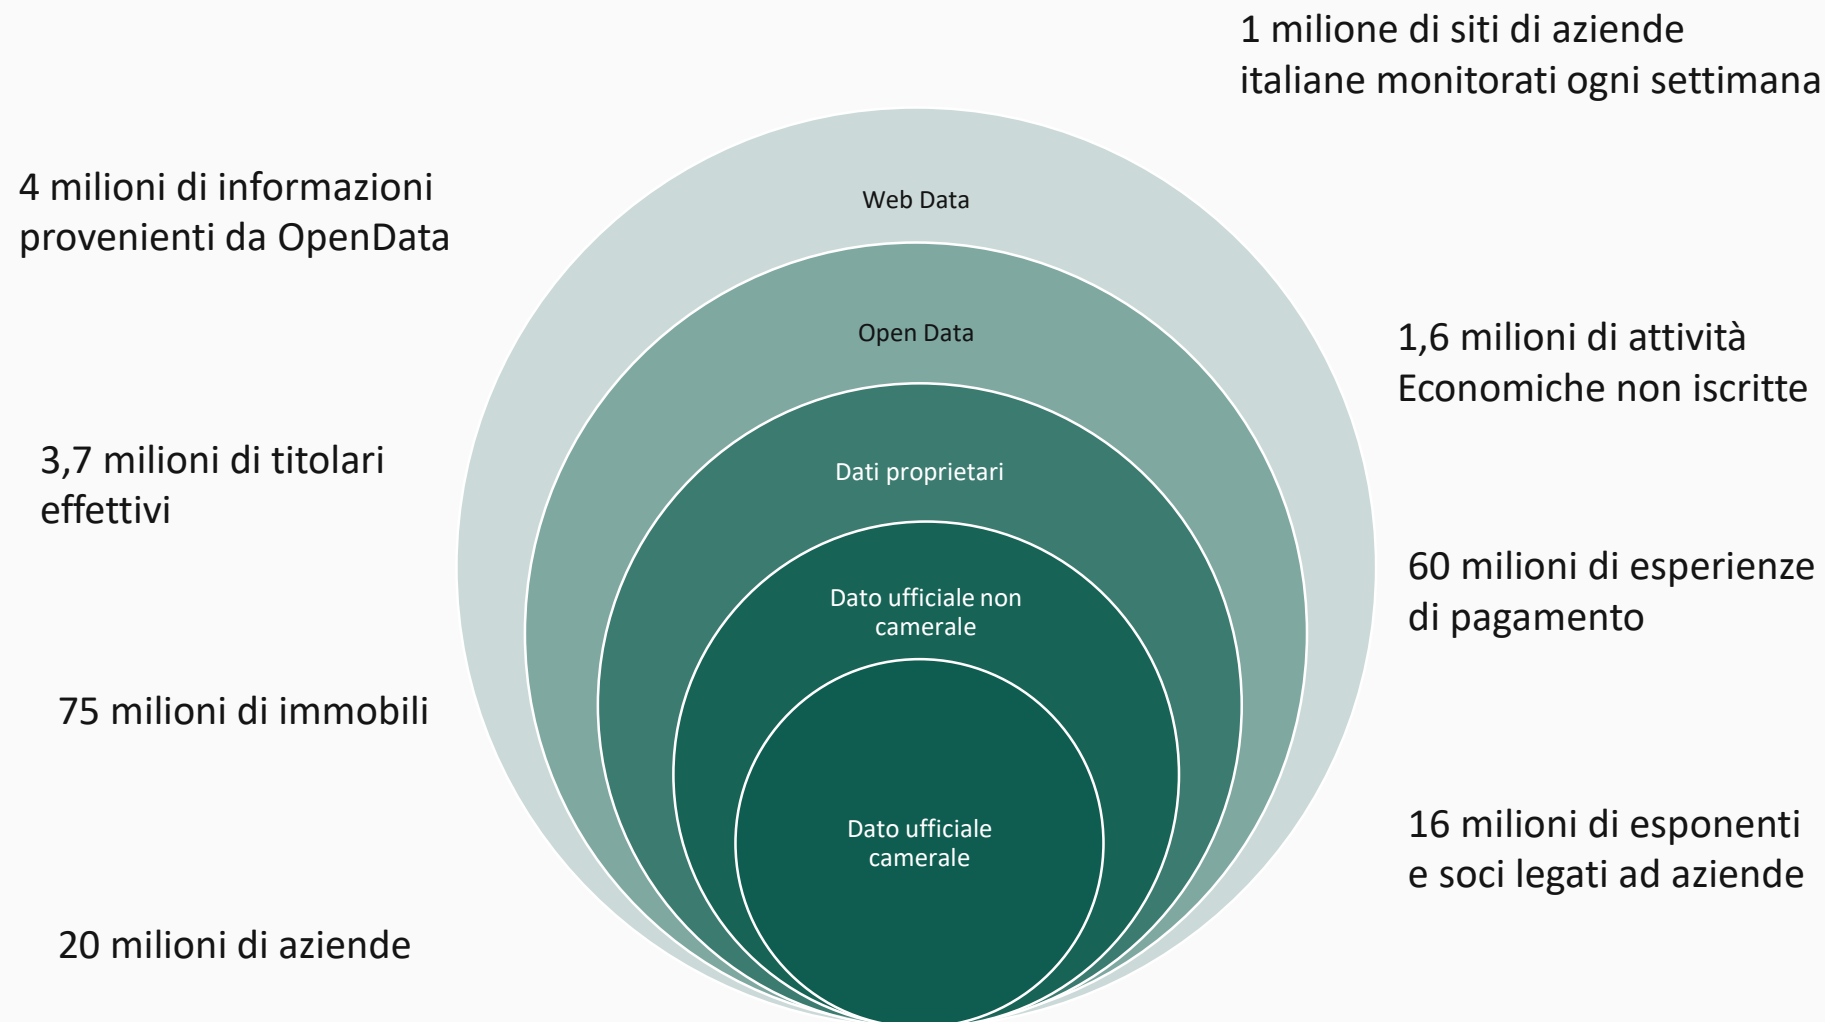 1 milione di siti di aziende
italiane monitorati ogni settimana
4 milioni di informazioni
provenienti da OpenData
Web Data
Open Data
1,6 milioni di attività
Economiche non iscritte
3,7 milioni di titolari
effettivi
Dati proprietari
60 milioni di esperienze
di pagamento
Dato ufficiale non
camerale
75 milioni di immobili
Dato ufficiale
camerale
16 milioni di esponenti
e soci legati ad aziende
20 milioni di aziende